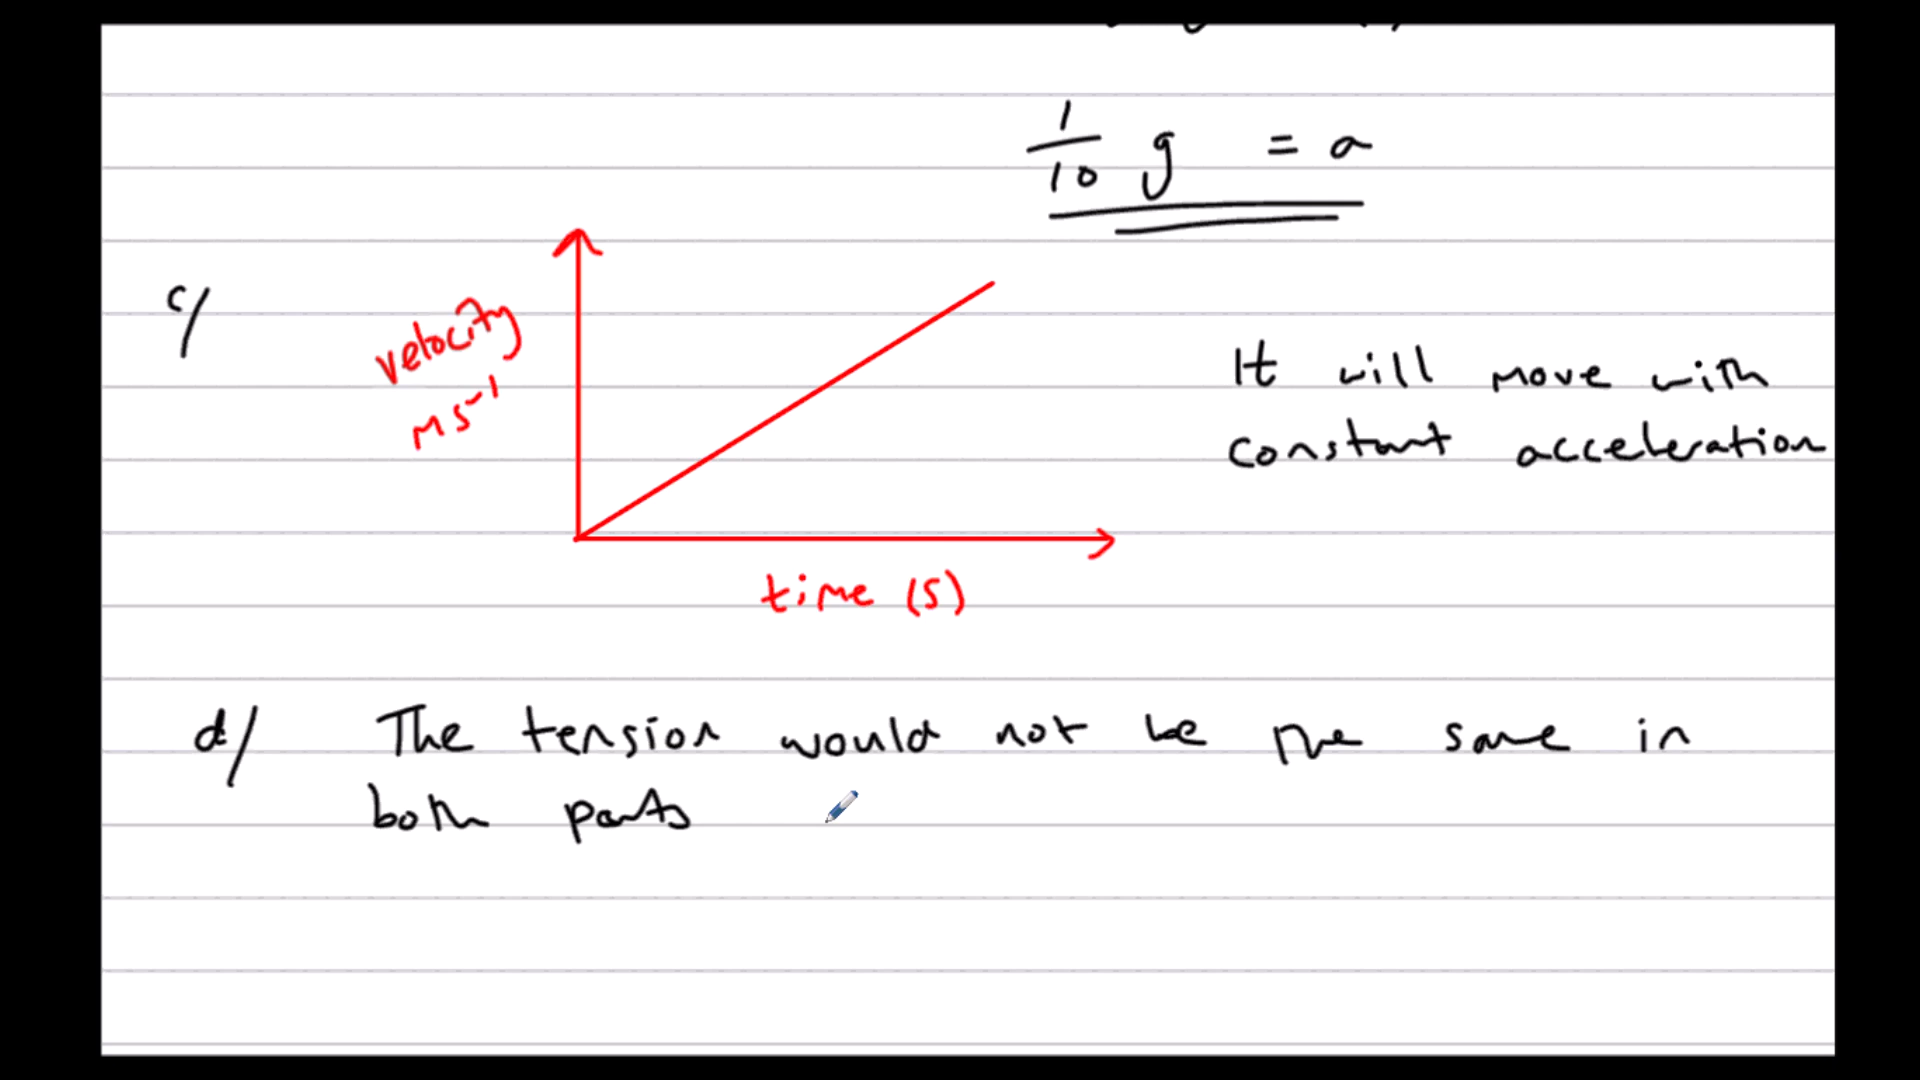 1/10 g = a
c/
velocity
ms⁻¹
It will move with
constant acceleration
time (s)
d/ The tension would not be the same in
both parts